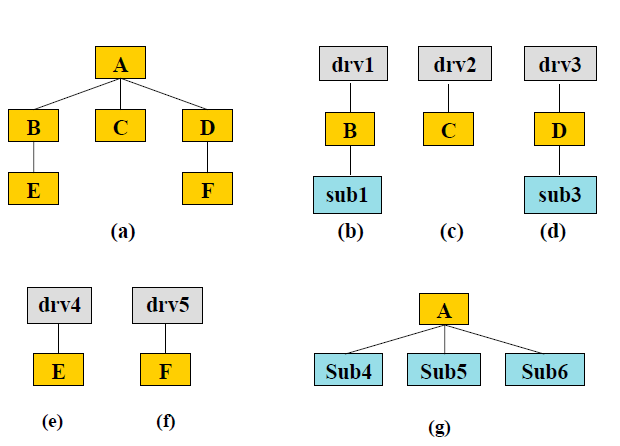 A
B C D
E F
(a)
drv1 drv2 drv3
B C D
sub1 sub3
(b) (c) (d)
drv4 drv5
E F
(e) (f)
A
Sub4 Sub5 Sub6
(g)